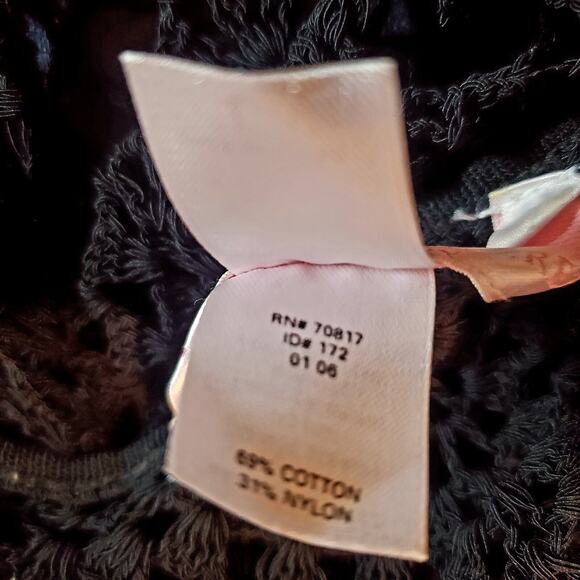 RN# 70817
ID# 172
01 06
69% COTTON
31% NYLON